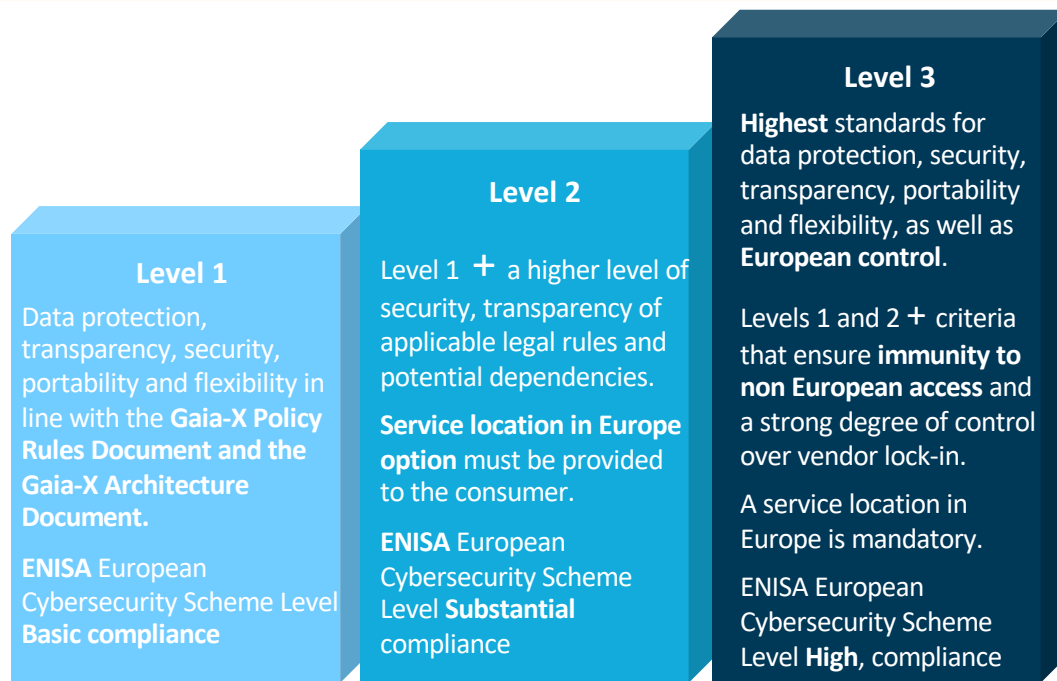 Level 1
Data protection,
transparency, security,
portability and flexibility in
line with the Gaia-X Policy
Rules Document and the
Gaia-X Architecture
Document.
ENISA European
Cybersecurity Scheme Level
Basic compliance
Level 2
Level 1 + a higher level of
security, transparency of
applicable legal rules and
potential dependencies.
Service location in Europe
option must be provided
to the consumer.
ENISA European
Cybersecurity Scheme
Level Substantial
compliance
Level 3
Highest standards for
data protection, security,
transparency, portability
and flexibility, as well as
European control.
Levels 1 and 2 + criteria
that ensure immunity to
non European access and
a strong degree of control
over vendor lock-in.
A service location in
Europe is mandatory.
ENISA European
Cybersecurity Scheme
Level High, compliance